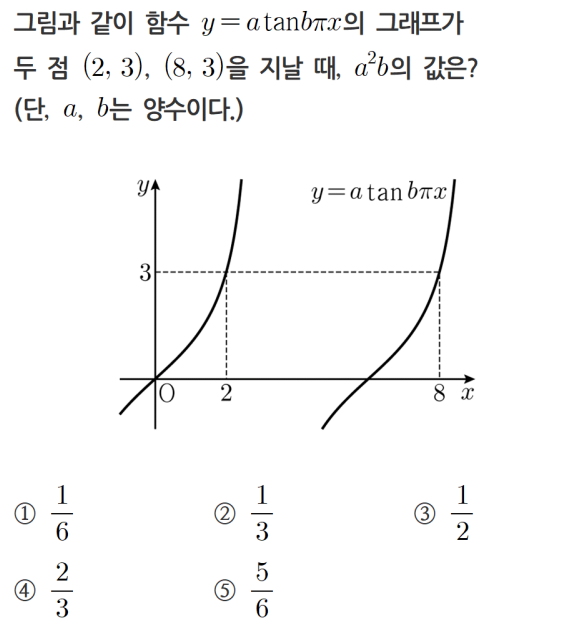 그림과 같이 함수 y=a tanbπx의 그래프가
두 점 (2, 3), (8, 3)을 지날 때, a²b의 값은?
(단, a, b는 양수이다.)
y
y=a tan bπx
3
O 2 8 x
① 1/6 ② 1/3 ③ 1/2
④ 2/3 ⑤ 5/6